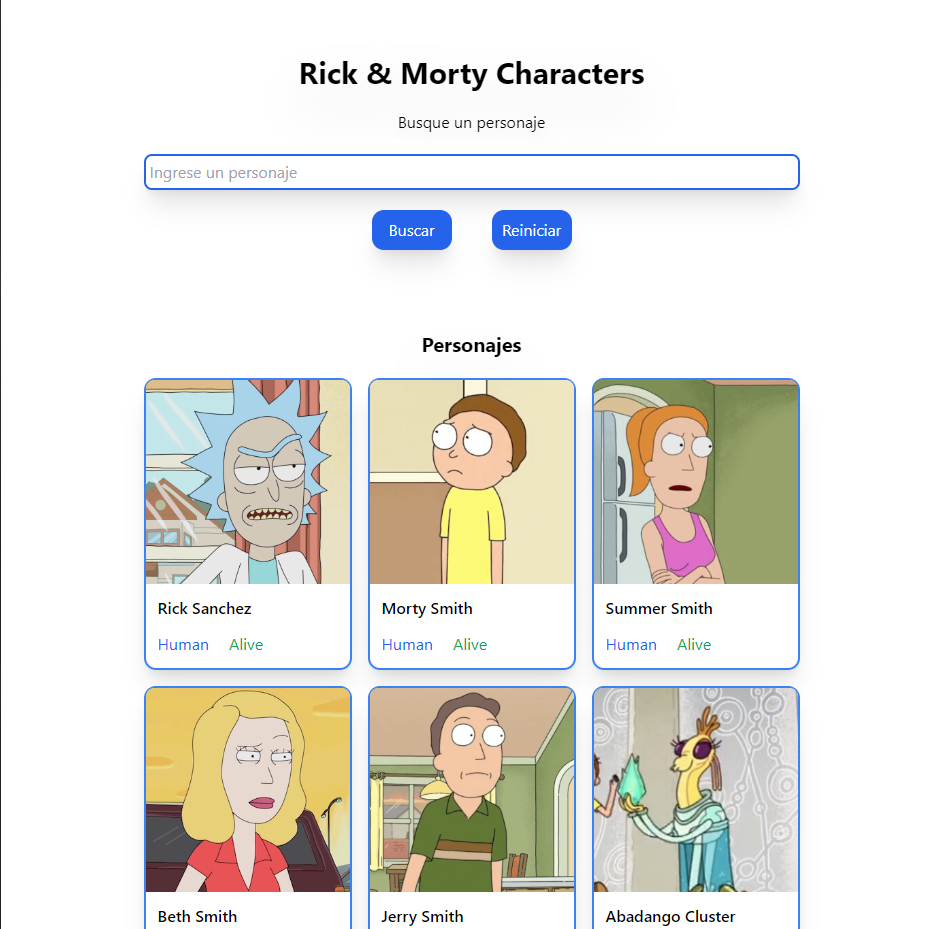 Rick & Morty Characters
Busque un personaje
Ingrese un personaje
Buscar Reiniciar
Personajes
Rick Sanchez Morty Smith Summer Smith
Human Alive Human Alive Human Alive
Beth Smith Jerry Smith Abadango Cluster